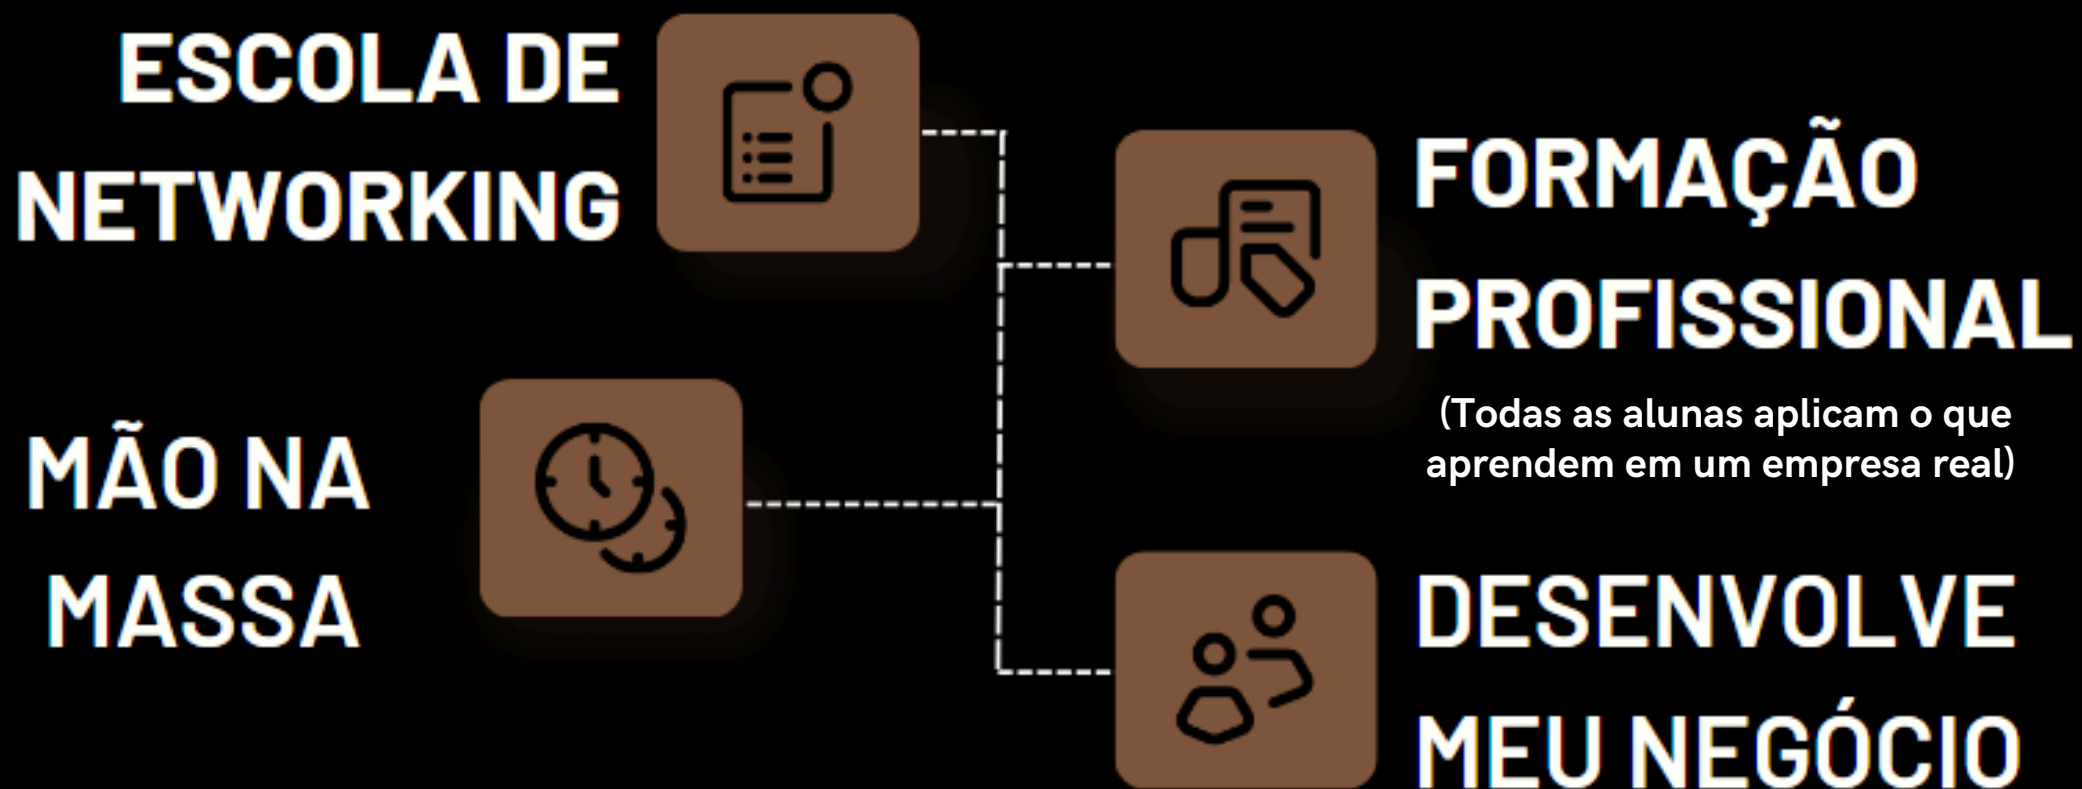 ESCOLA DE
NETWORKING
FORMAÇÃO
PROFISSIONAL
(Todas as alunas aplicam o que
aprendem em um empresa real)
MÃO NA
MASSA
DESENVOLVE
MEU NEGÓCIO